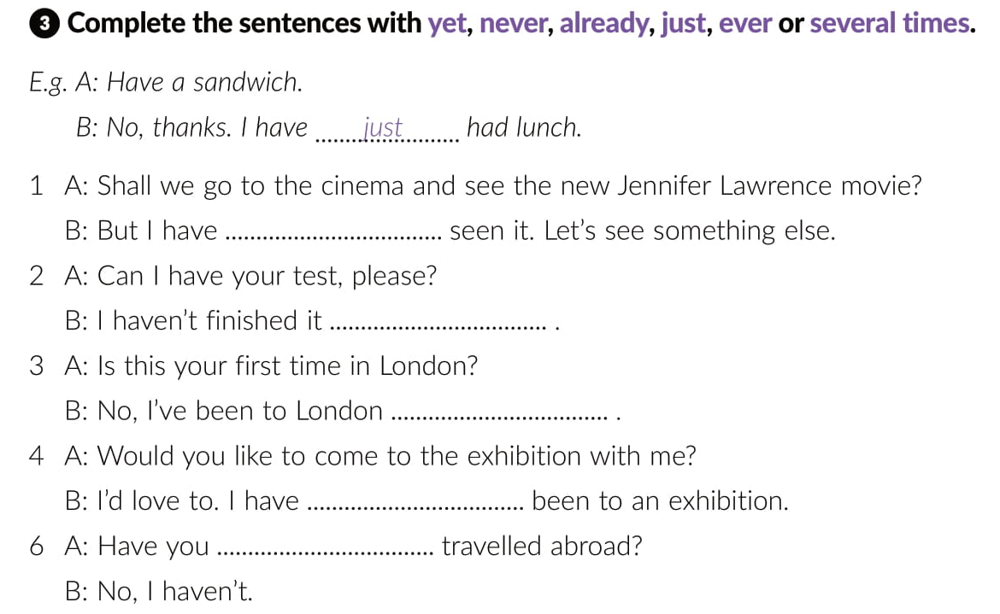 3 Complete the sentences with yet, never, already, just, ever or several times.
E.g. A: Have a sandwich.
B: No, thanks. I have ........just......... had lunch.
1 A: Shall we go to the cinema and see the new Jennifer Lawrence movie?
B: But I have ................................... seen it. Let's see something else.
2 A: Can I have your test, please?
B: I haven't finished it ................................... .
3 A: Is this your first time in London?
B: No, I've been to London ................................... .
4 A: Would you like to come to the exhibition with me?
B: I'd love to. I have ................................... been to an exhibition.
6 A: Have you ................................... travelled abroad?
B: No, I haven't.